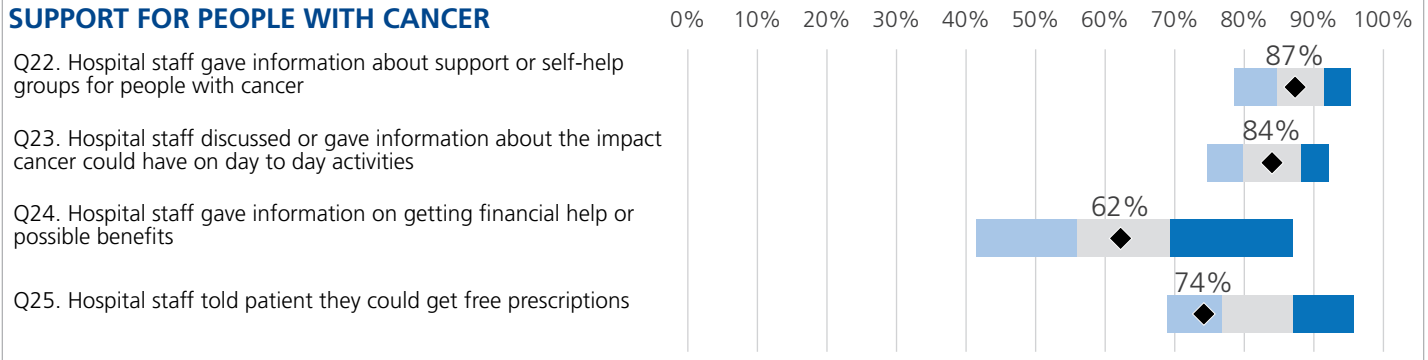 SUPPORT FOR PEOPLE WITH CANCER
0% 10% 20% 30% 40% 50% 60% 70% 80% 90% 100%
Q22. Hospital staff gave information about support or self-help
groups for people with cancer
87%
Q23. Hospital staff discussed or gave information about the impact
cancer could have on day to day activities
84%
Q24. Hospital staff gave information on getting financial help or
possible benefits
62%
Q25. Hospital staff told patient they could get free prescriptions
74%